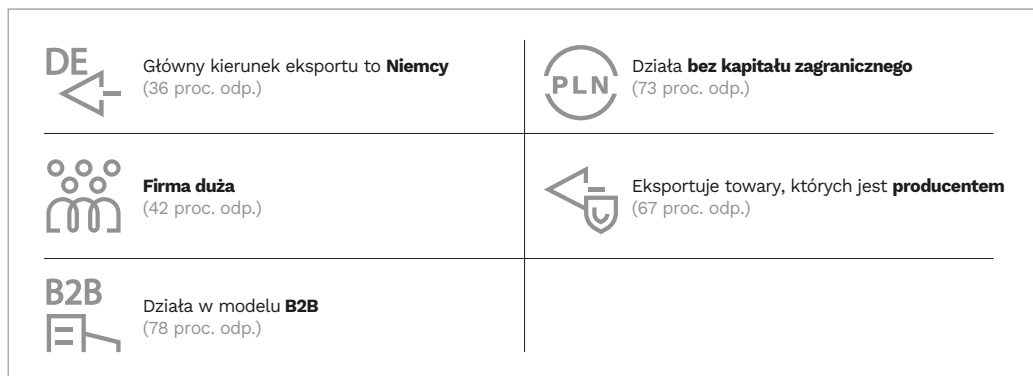 DE
Główny kierunek eksportu to Niemcy
(36 proc. odp.)
PLN
Działa bez kapitału zagranicznego
(73 proc. odp.)
Firma duża
(42 proc. odp.)
Eksportuje towary, których jest producentem
(67 proc. odp.)
B2B
Działa w modelu B2B
(78 proc. odp.)